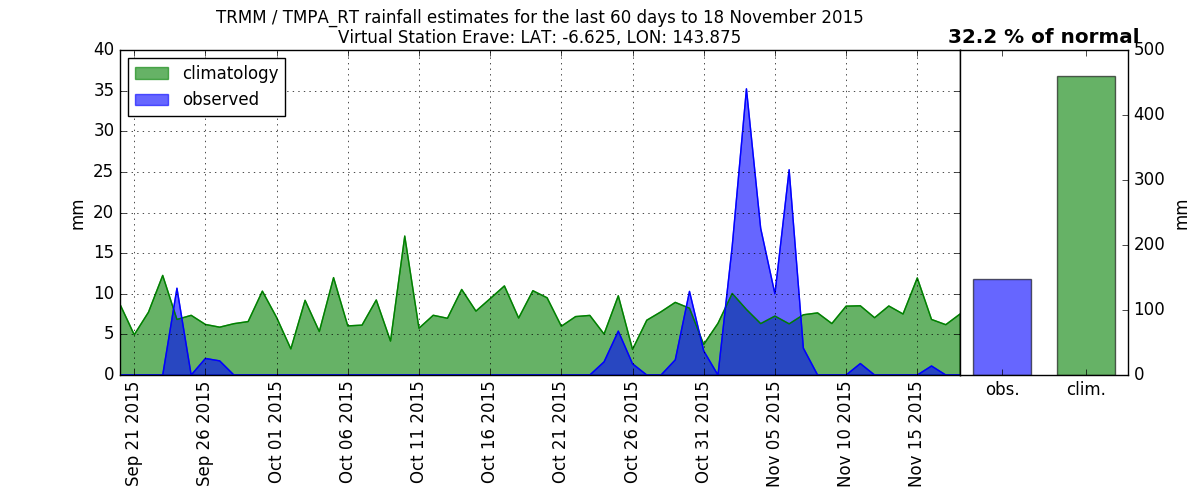 TRMM / TMPA_RT rainfall estimates for the last 60 days to 18 November 2015
Virtual Station Erave: LAT: -6.625, LON: 143.875
32.2 % of normal
climatology
observed
mm
40
35
30
25
20
15
10
5
0
Sep 21 2015
Sep 26 2015
Oct 01 2015
Oct 06 2015
Oct 11 2015
Oct 16 2015
Oct 21 2015
Oct 26 2015
Oct 31 2015
Nov 05 2015
Nov 10 2015
Nov 15 2015
500
400
300
200
100
0
mm
obs.
clim.